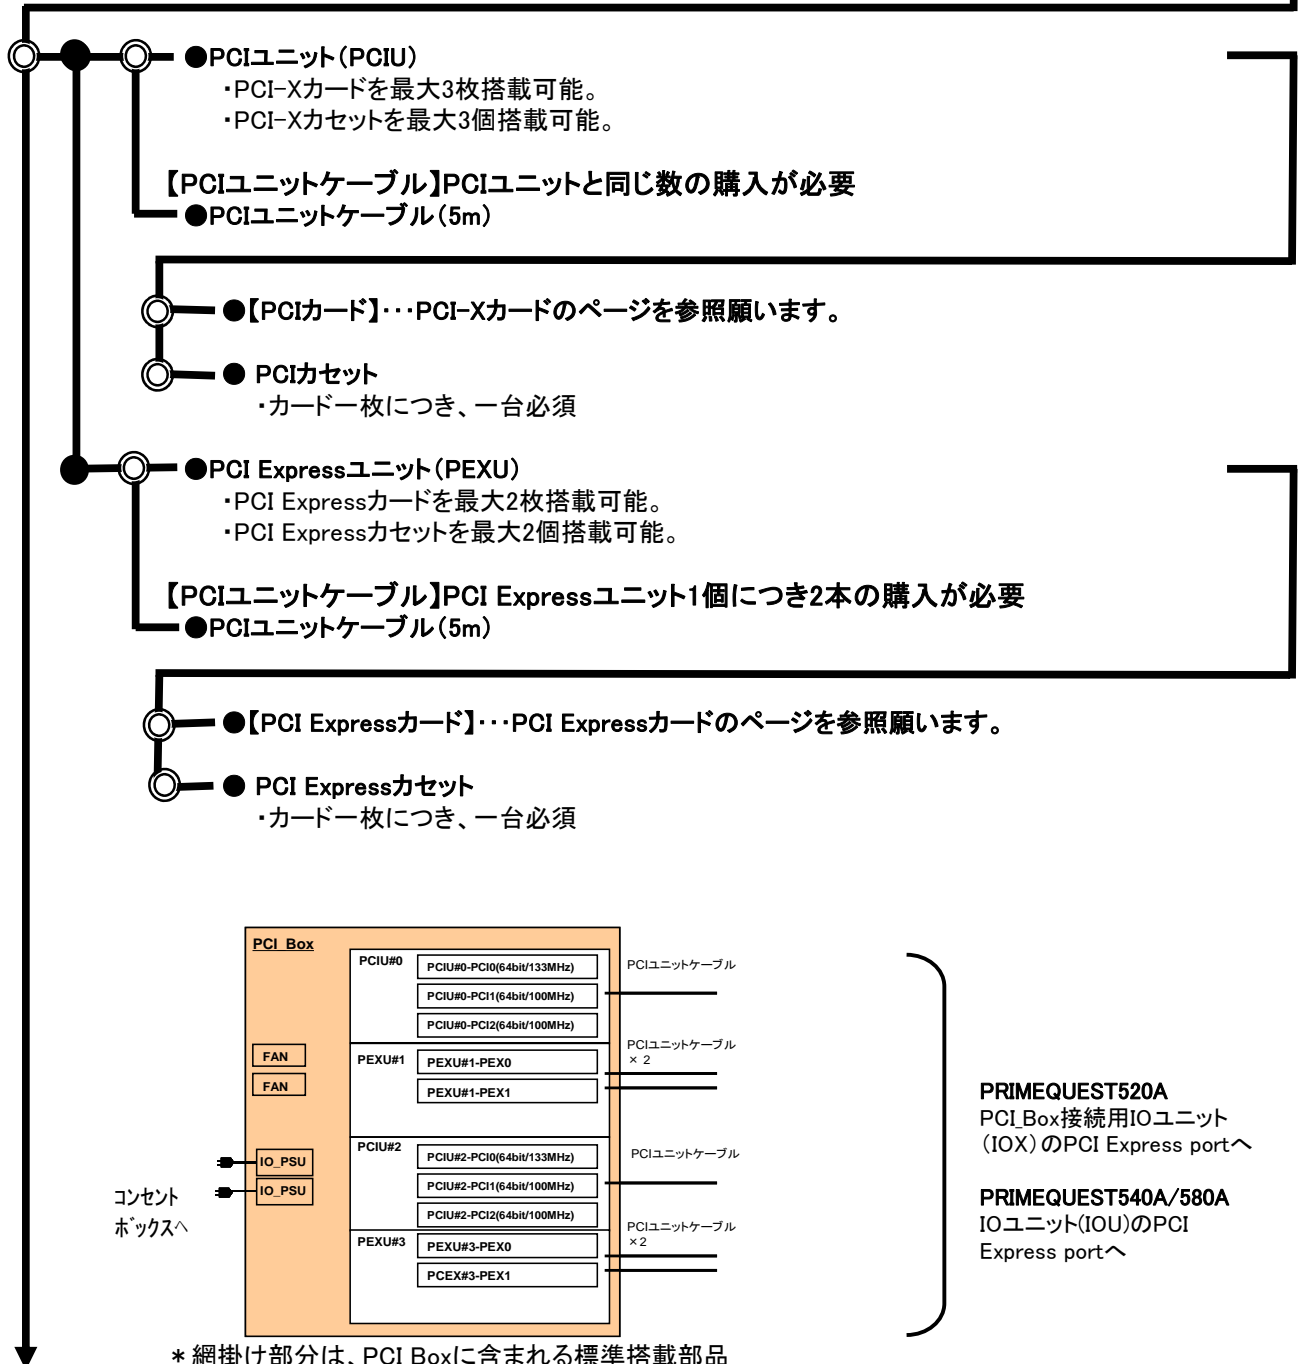 ●PCIユニット（PCIU）
・PCI-Xカードを最大3枚搭載可能。
・PCI-Xカセットを最大3個搭載可能。
【PCIユニットケーブル】PCIユニットと同じ数の購入が必要
●PCIユニットケーブル（5m）
●【PCIカード】･･･PCI-Xカードのページを参照願います。
● PCIカセット
・カード一枚につき、一台必須
●PCI Expressユニット（PEXU）
・PCI Expressカードを最大2枚搭載可能。
・PCI Expressカセットを最大2個搭載可能。
【PCIユニットケーブル】PCI Expressユニット1個につき2本の購入が必要
●PCIユニットケーブル（5m）
●【PCI Expressカード】･･･PCI Expressカードのページを参照願います。
● PCI Expressカセット
・カード一枚につき、一台必須
PCI_Box
PCIU#0
PCIU#0-PCI0(64bit/133MHz)
PCIユニットケーブル
PCIU#0-PCI1(64bit/100MHz)
PCIU#0-PCI2(64bit/100MHz)
FAN
FAN
PEXU#1
PEXU#1-PEX0
PCIユニットケーブル
× 2
PEXU#1-PEX1
PCIU#2
PCIU#2-PCI0(64bit/133MHz)
PCIユニットケーブル
IO_PSU
IO_PSU
PCIU#2-PCI1(64bit/100MHz)
PCIU#2-PCI2(64bit/100MHz)
コンセント
ﾎﾞｯｸｽへ
PEXU#3
PEXU#3-PEX0
PCIユニットケーブル
×2
PCEX#3-PEX1
PRIMEQUEST520A
PCI_Box接続用IOユニット
（IOX）のPCI Express portへ
PRIMEQUEST540A/580A
IOユニット(IOU)のPCI
Express portへ
＊網掛け部分は、PCI_Boxに含まれる標準搭載部品